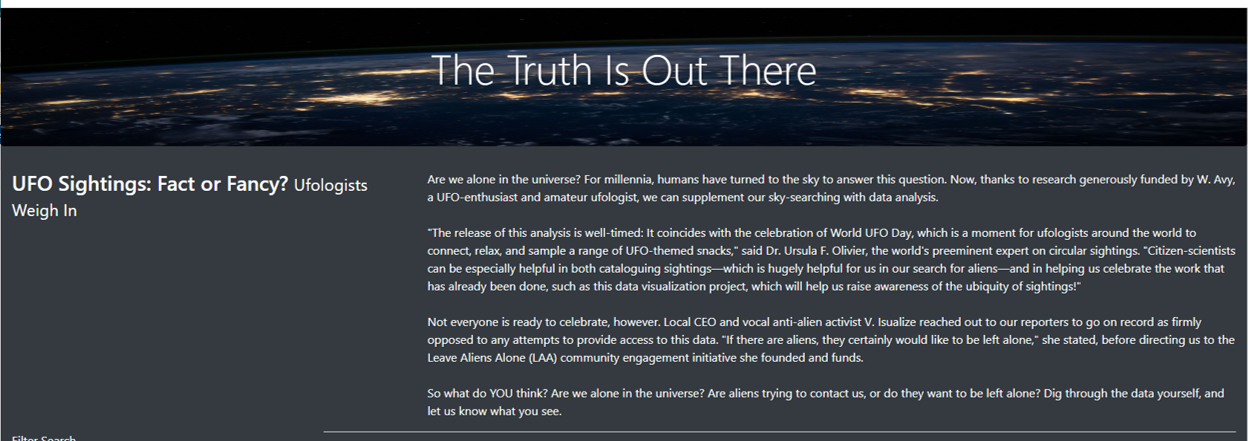 The Truth Is Out There
UFO Sightings: Fact or Fancy? Ufologists
Weigh In
Are we alone in the universe? For millennia, humans have turned to the sky to answer this question. Now, thanks to research generously funded by W. Avy,
a UFO-enthusiast and amateur ufologist, we can supplement our sky-searching with data analysis.
"The release of this analysis is well-timed: It coincides with the celebration of World UFO Day, which is a moment for ufologists around the world to
connect, relax, and sample a range of UFO-themed snacks," said Dr. Ursula F. Olivier, the world's preeminent expert on circular sightings. "Citizen-scientists
can be especially helpful in both cataloguing sightings—which is hugely helpful for us in our search for aliens—and in helping us celebrate the work that
has already been done, such as this data visualization project, which will help us raise awareness of the ubiquity of sightings!"
Not everyone is ready to celebrate, however. Local CEO and vocal anti-alien activist V. Isualize reached out to our reporters to go on record as firmly
opposed to any attempts to provide access to this data. "If there are aliens, they certainly would like to be left alone," she stated, before directing us to the
Leave Aliens Alone (LAA) community engagement initiative she founded and funds.
So what do YOU think? Are we alone in the universe? Are aliens trying to contact us, or do they want to be left alone? Dig through the data yourself, and
let us know what you see.
Filter Search